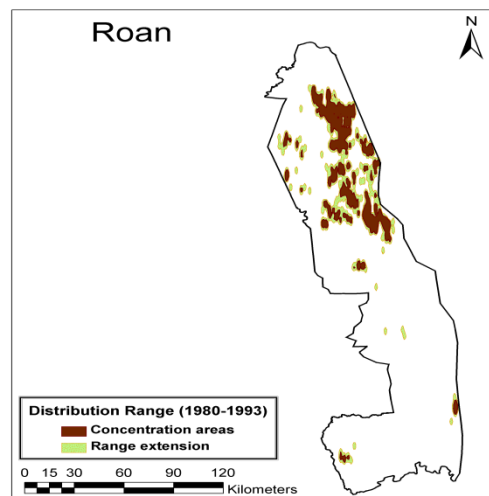 Roan
N
Distribution Range (1980-1993)
Concentration areas
Range extension
0 15 30 60 90 120
Kilometers